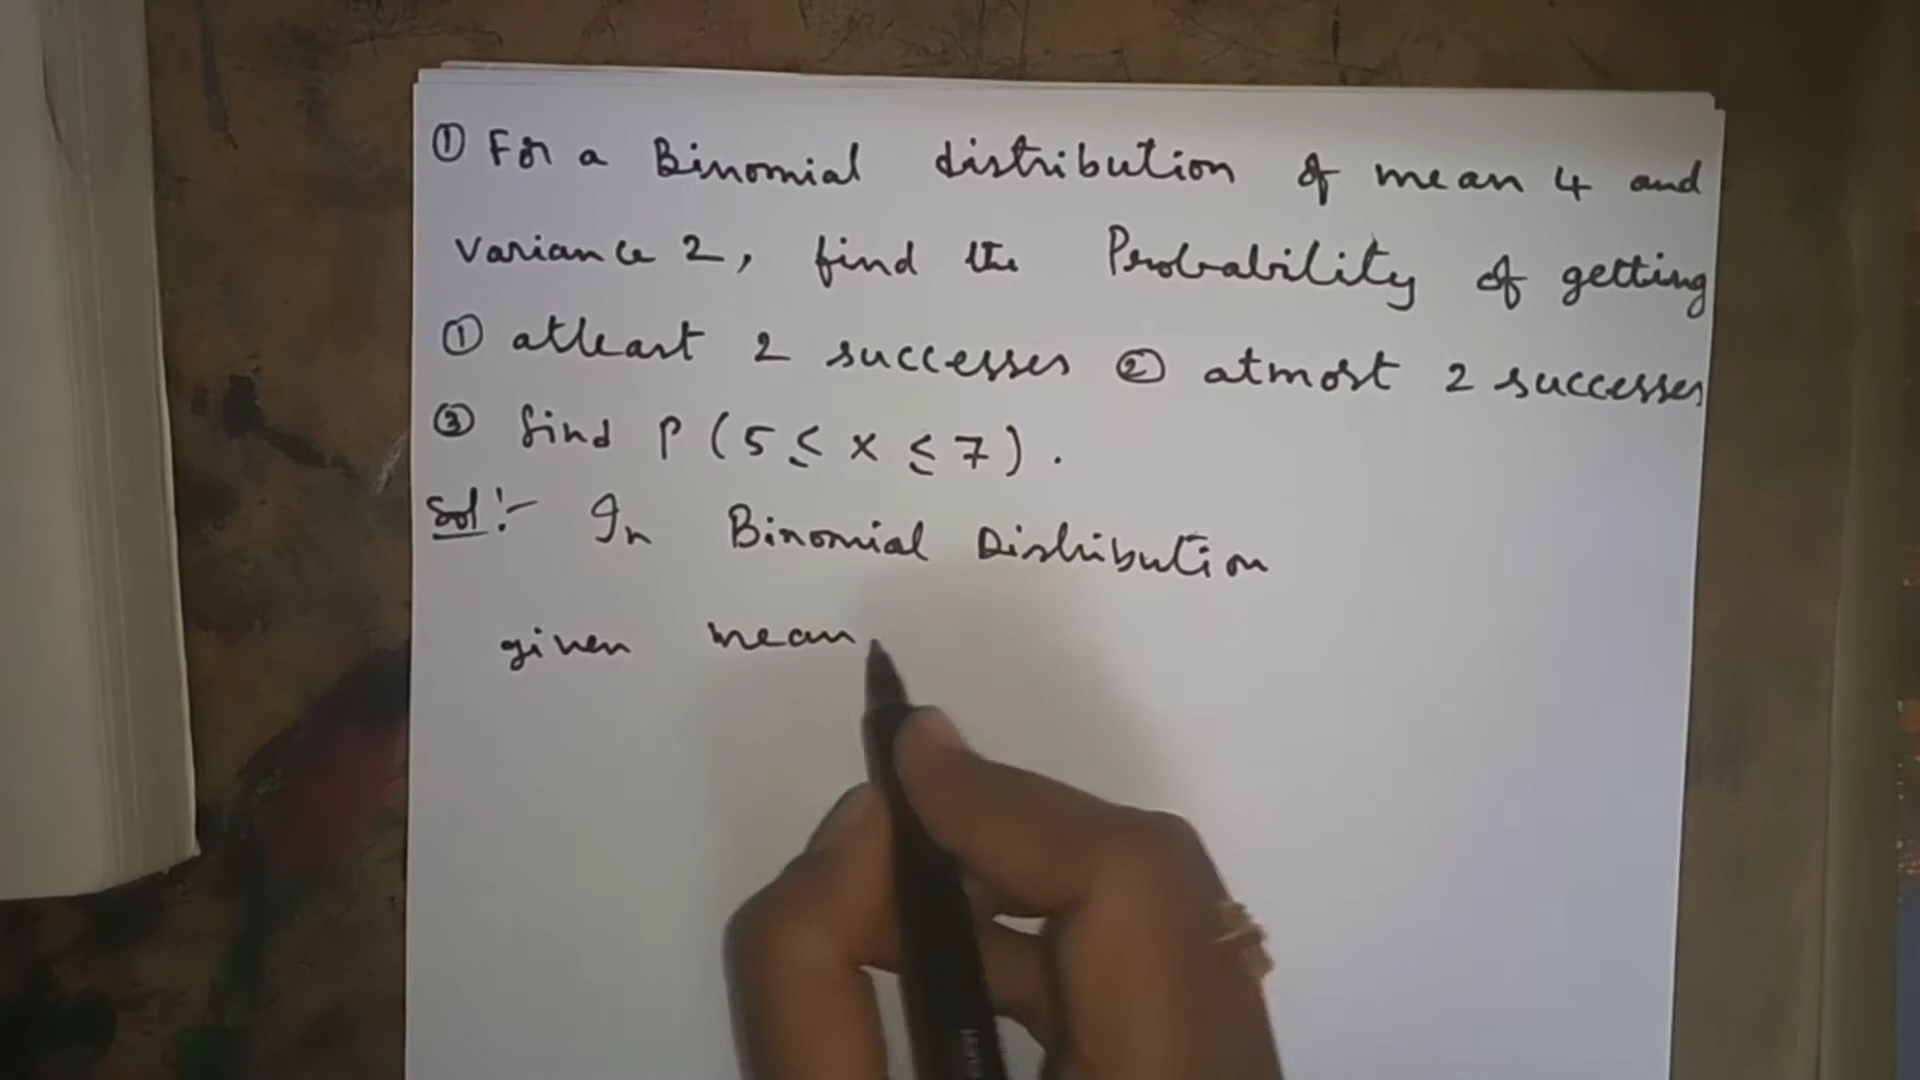 ① For a Binomial distribution of mean 4 and
variance 2, find the Probability of getting
① atleast 2 successes ② atmost 2 successes
③ find P(5 ≤ x ≤ 7).
Sol:- In Binomial Distribution
given mean